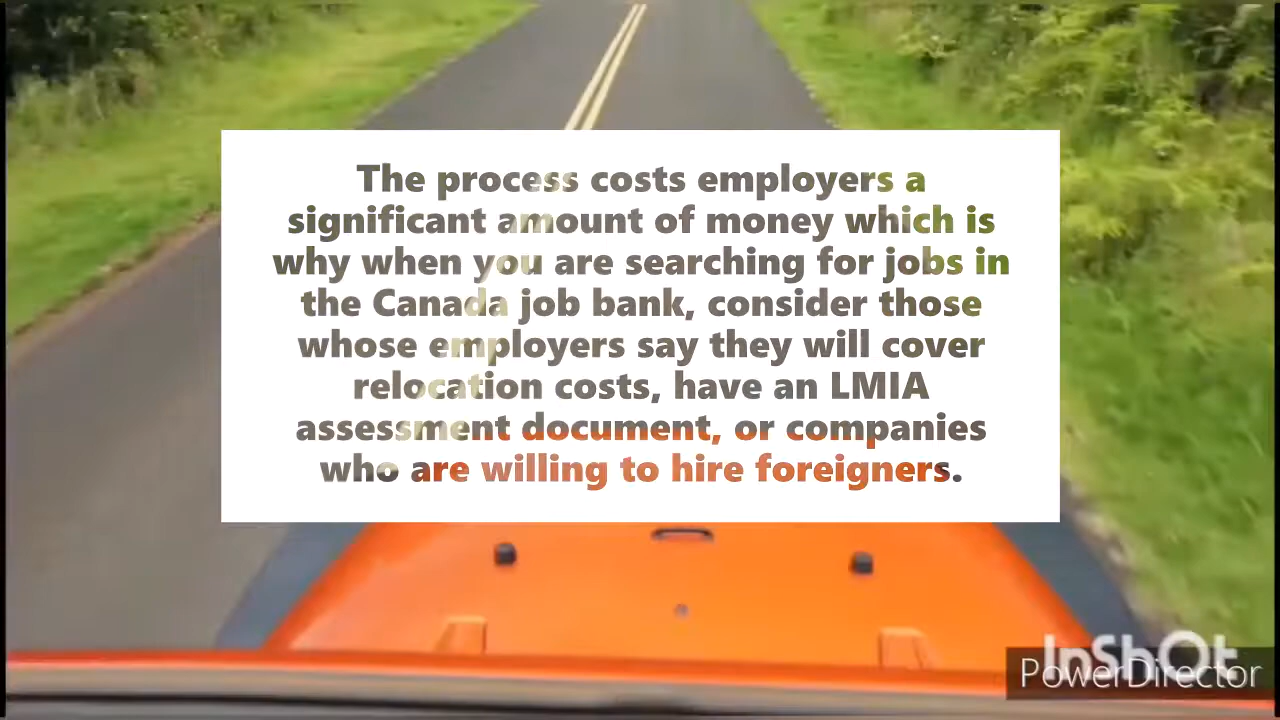 The process costs employers a
significant amount of money which is
why when you are searching for jobs in
the Canada job bank, consider those
whose employers say they will cover
relocation costs, have an LMIA
assessment document, or companies
who are willing to hire foreigners.
InShOt
PowerDirector